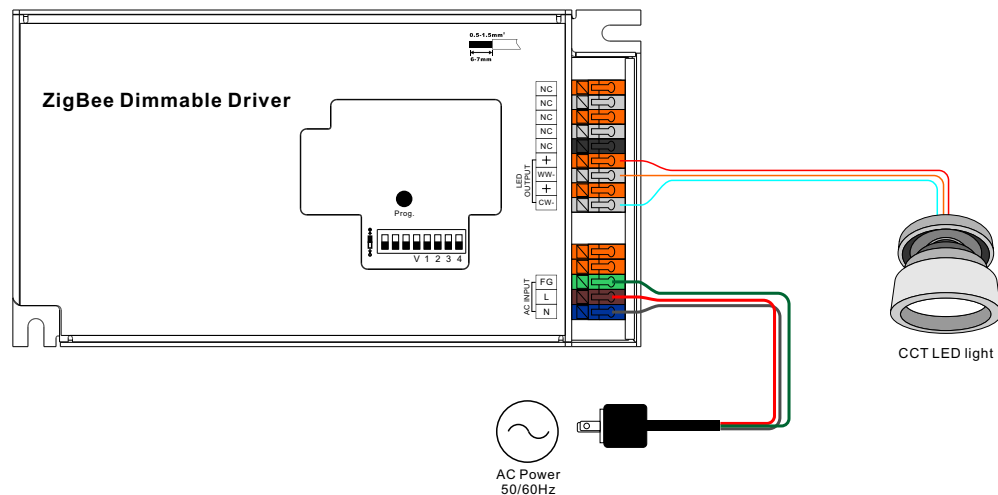 0.5-1.5mm²
6-7mm
ZigBee Dimmable Driver
NC
NC
NC
NC
NC
+
WW-
+
CW-
LED
OUTPUT
Prog.
V 1 2 3 4
FG
L
N
AC INPUT
CCT LED light
AC Power
50/60Hz